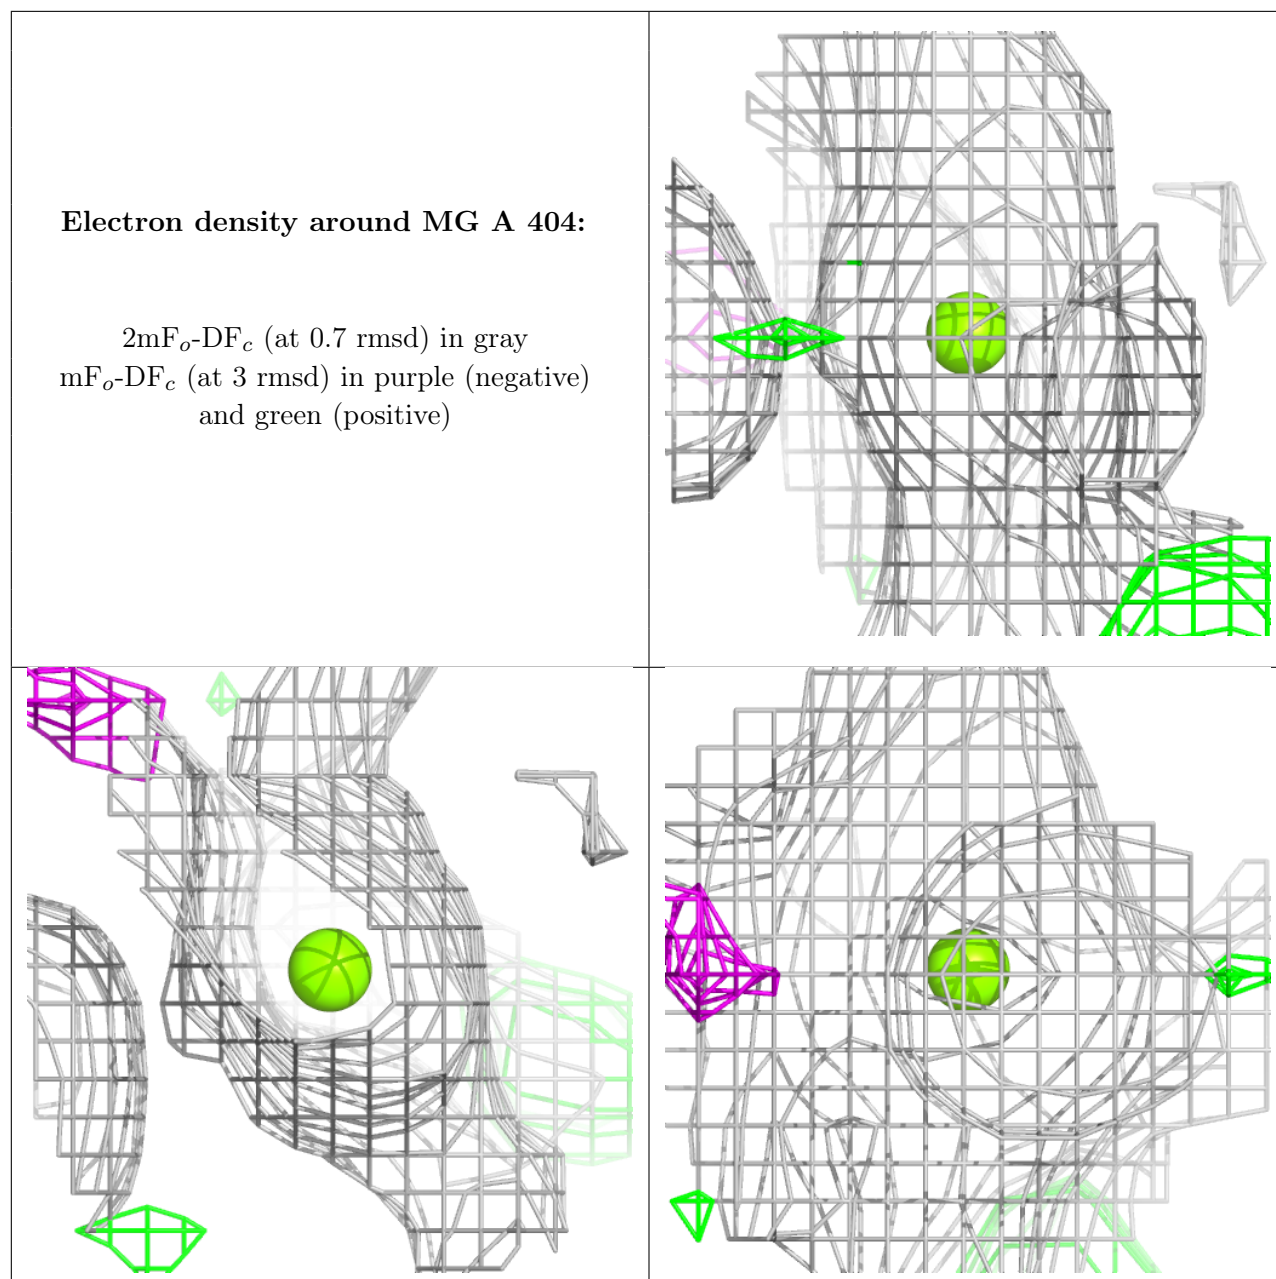 Electron density around MG A 404:
2mFo-DFc (at 0.7 rmsd) in gray
mFo-DFc (at 3 rmsd) in purple (negative)
and green (positive)